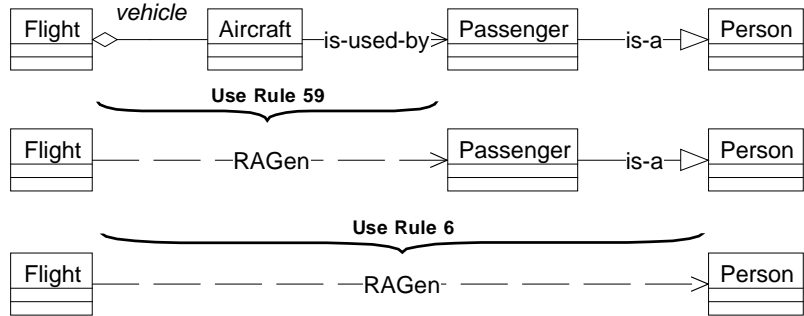 vehicle
Flight Aircraft is-used-by Passenger is-a Person
Use Rule 59
Flight RAGen Passenger is-a Person
Use Rule 6
Flight RAGen Person